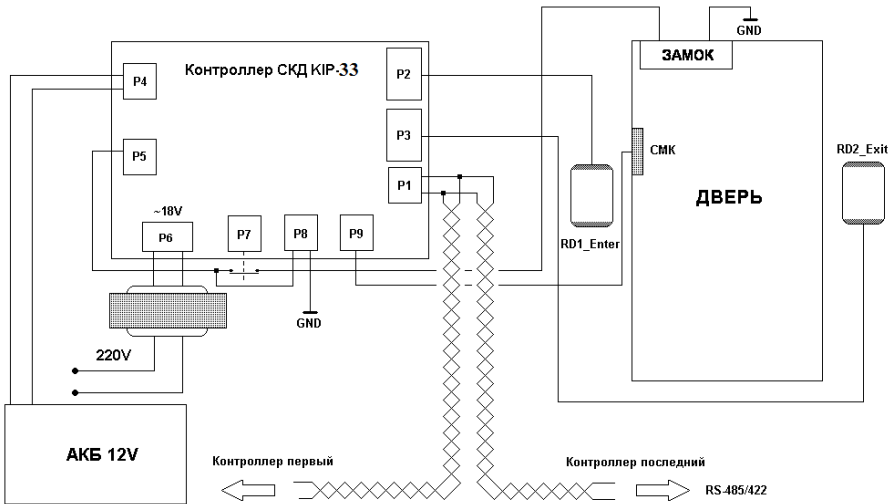 GND
ЗАМОК
Контроллер СКД KIP-33
P4
P2
P3
P5
P1
СМК
RD2_Exit
ДВЕРЬ
~18V
P6
P7
P8
P9
RD1_Enter
GND
220V
АКБ 12V
Контроллер первый
Контроллер последний
RS-485/422